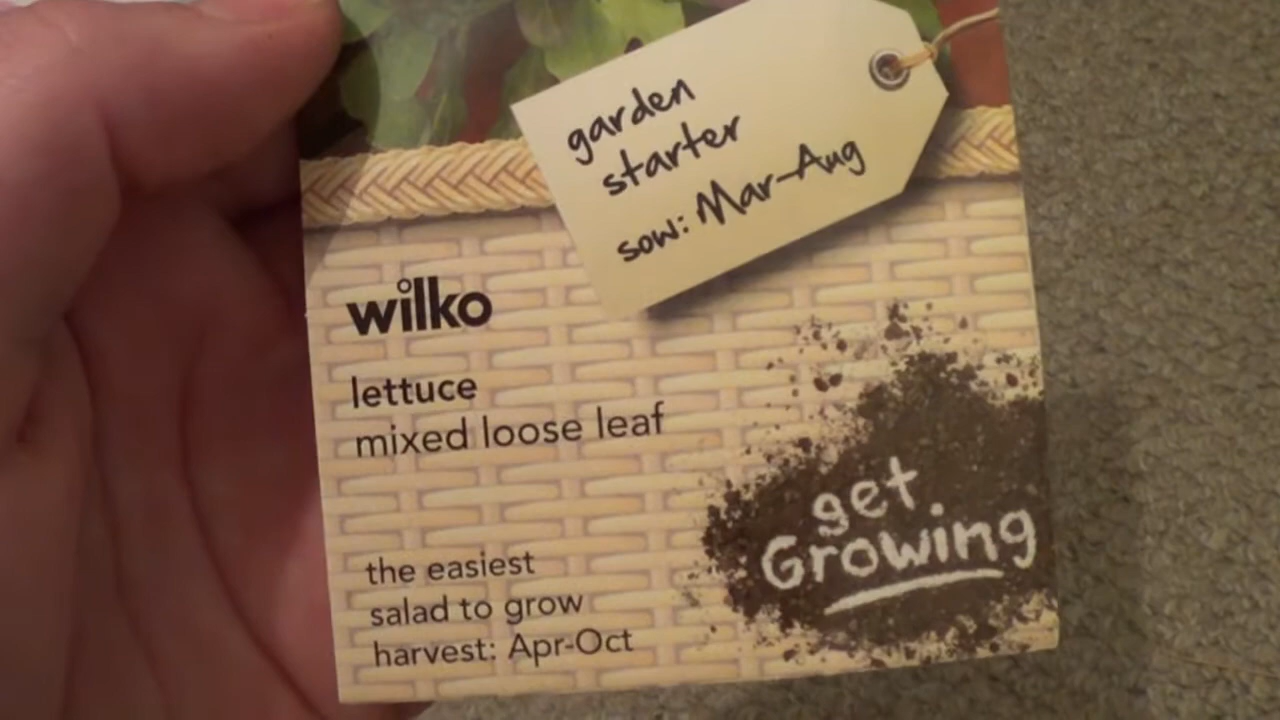 garden
starter
sow: Mar-Aug
wilko
lettuce
mixed loose leaf
the easiest
salad to grow
harvest: Apr-Oct
get
Growing